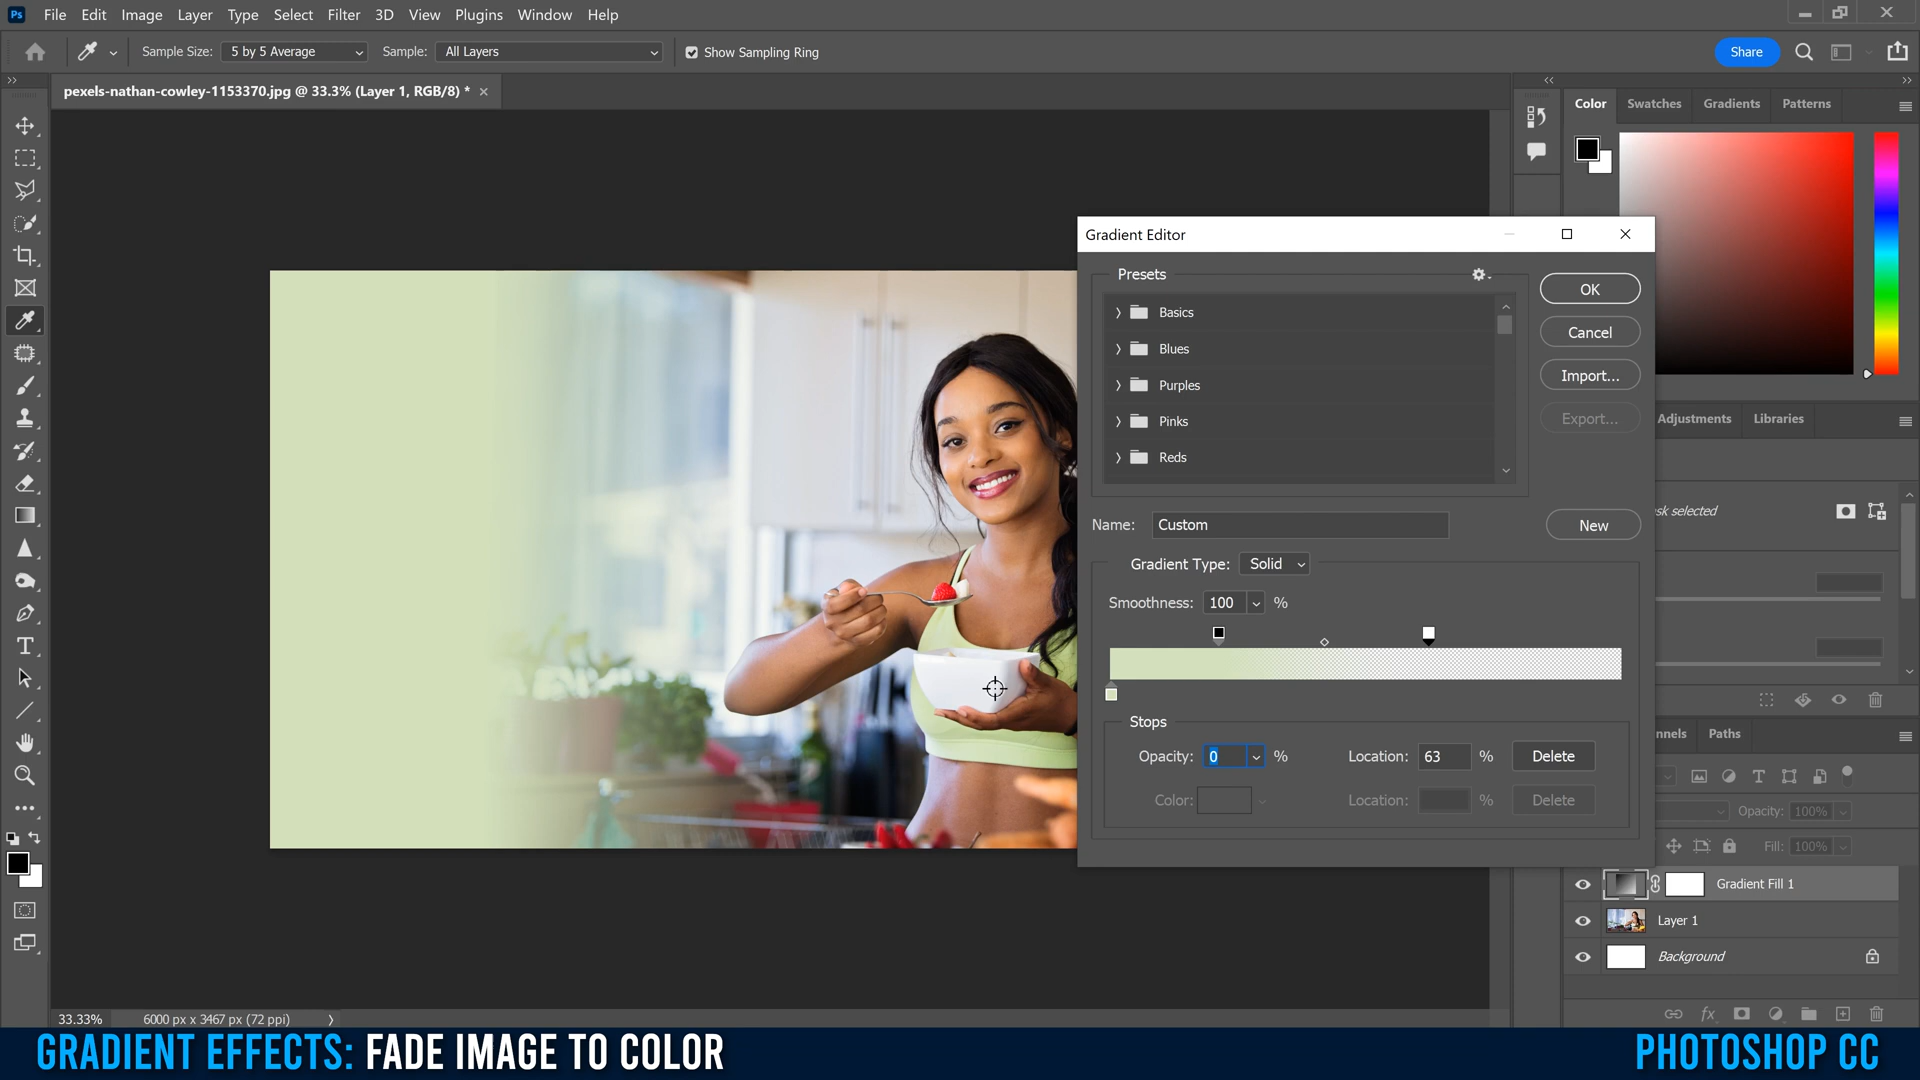 Ps File Edit Image Layer Type Select Filter 3D View Plugins Window Help
Sample Size: 5 by 5 Average Sample: All Layers Show Sampling Ring Share
pexels-nathan-cowley-1153370.jpg @ 33.3% (Layer 1, RGB/8) *
Color Swatches Gradients Patterns
Gradient Editor
Presets
Basics
Blues
Purples
Pinks
Reds
OK
Cancel
Import...
Export...
Name: Custom New
Gradient Type: Solid
Smoothness: 100 %
Stops
Opacity: 0 % Location: 63 % Delete
Color: Location: % Delete
Adjustments Libraries
sk selected
nnels Paths
Opacity: 100%
Fill: 100%
Gradient Fill 1
Layer 1
Background
33.33% 6000 px x 3467 px (72 ppi)
GRADIENT EFFECTS: FADE IMAGE TO COLOR
PHOTOSHOP CC